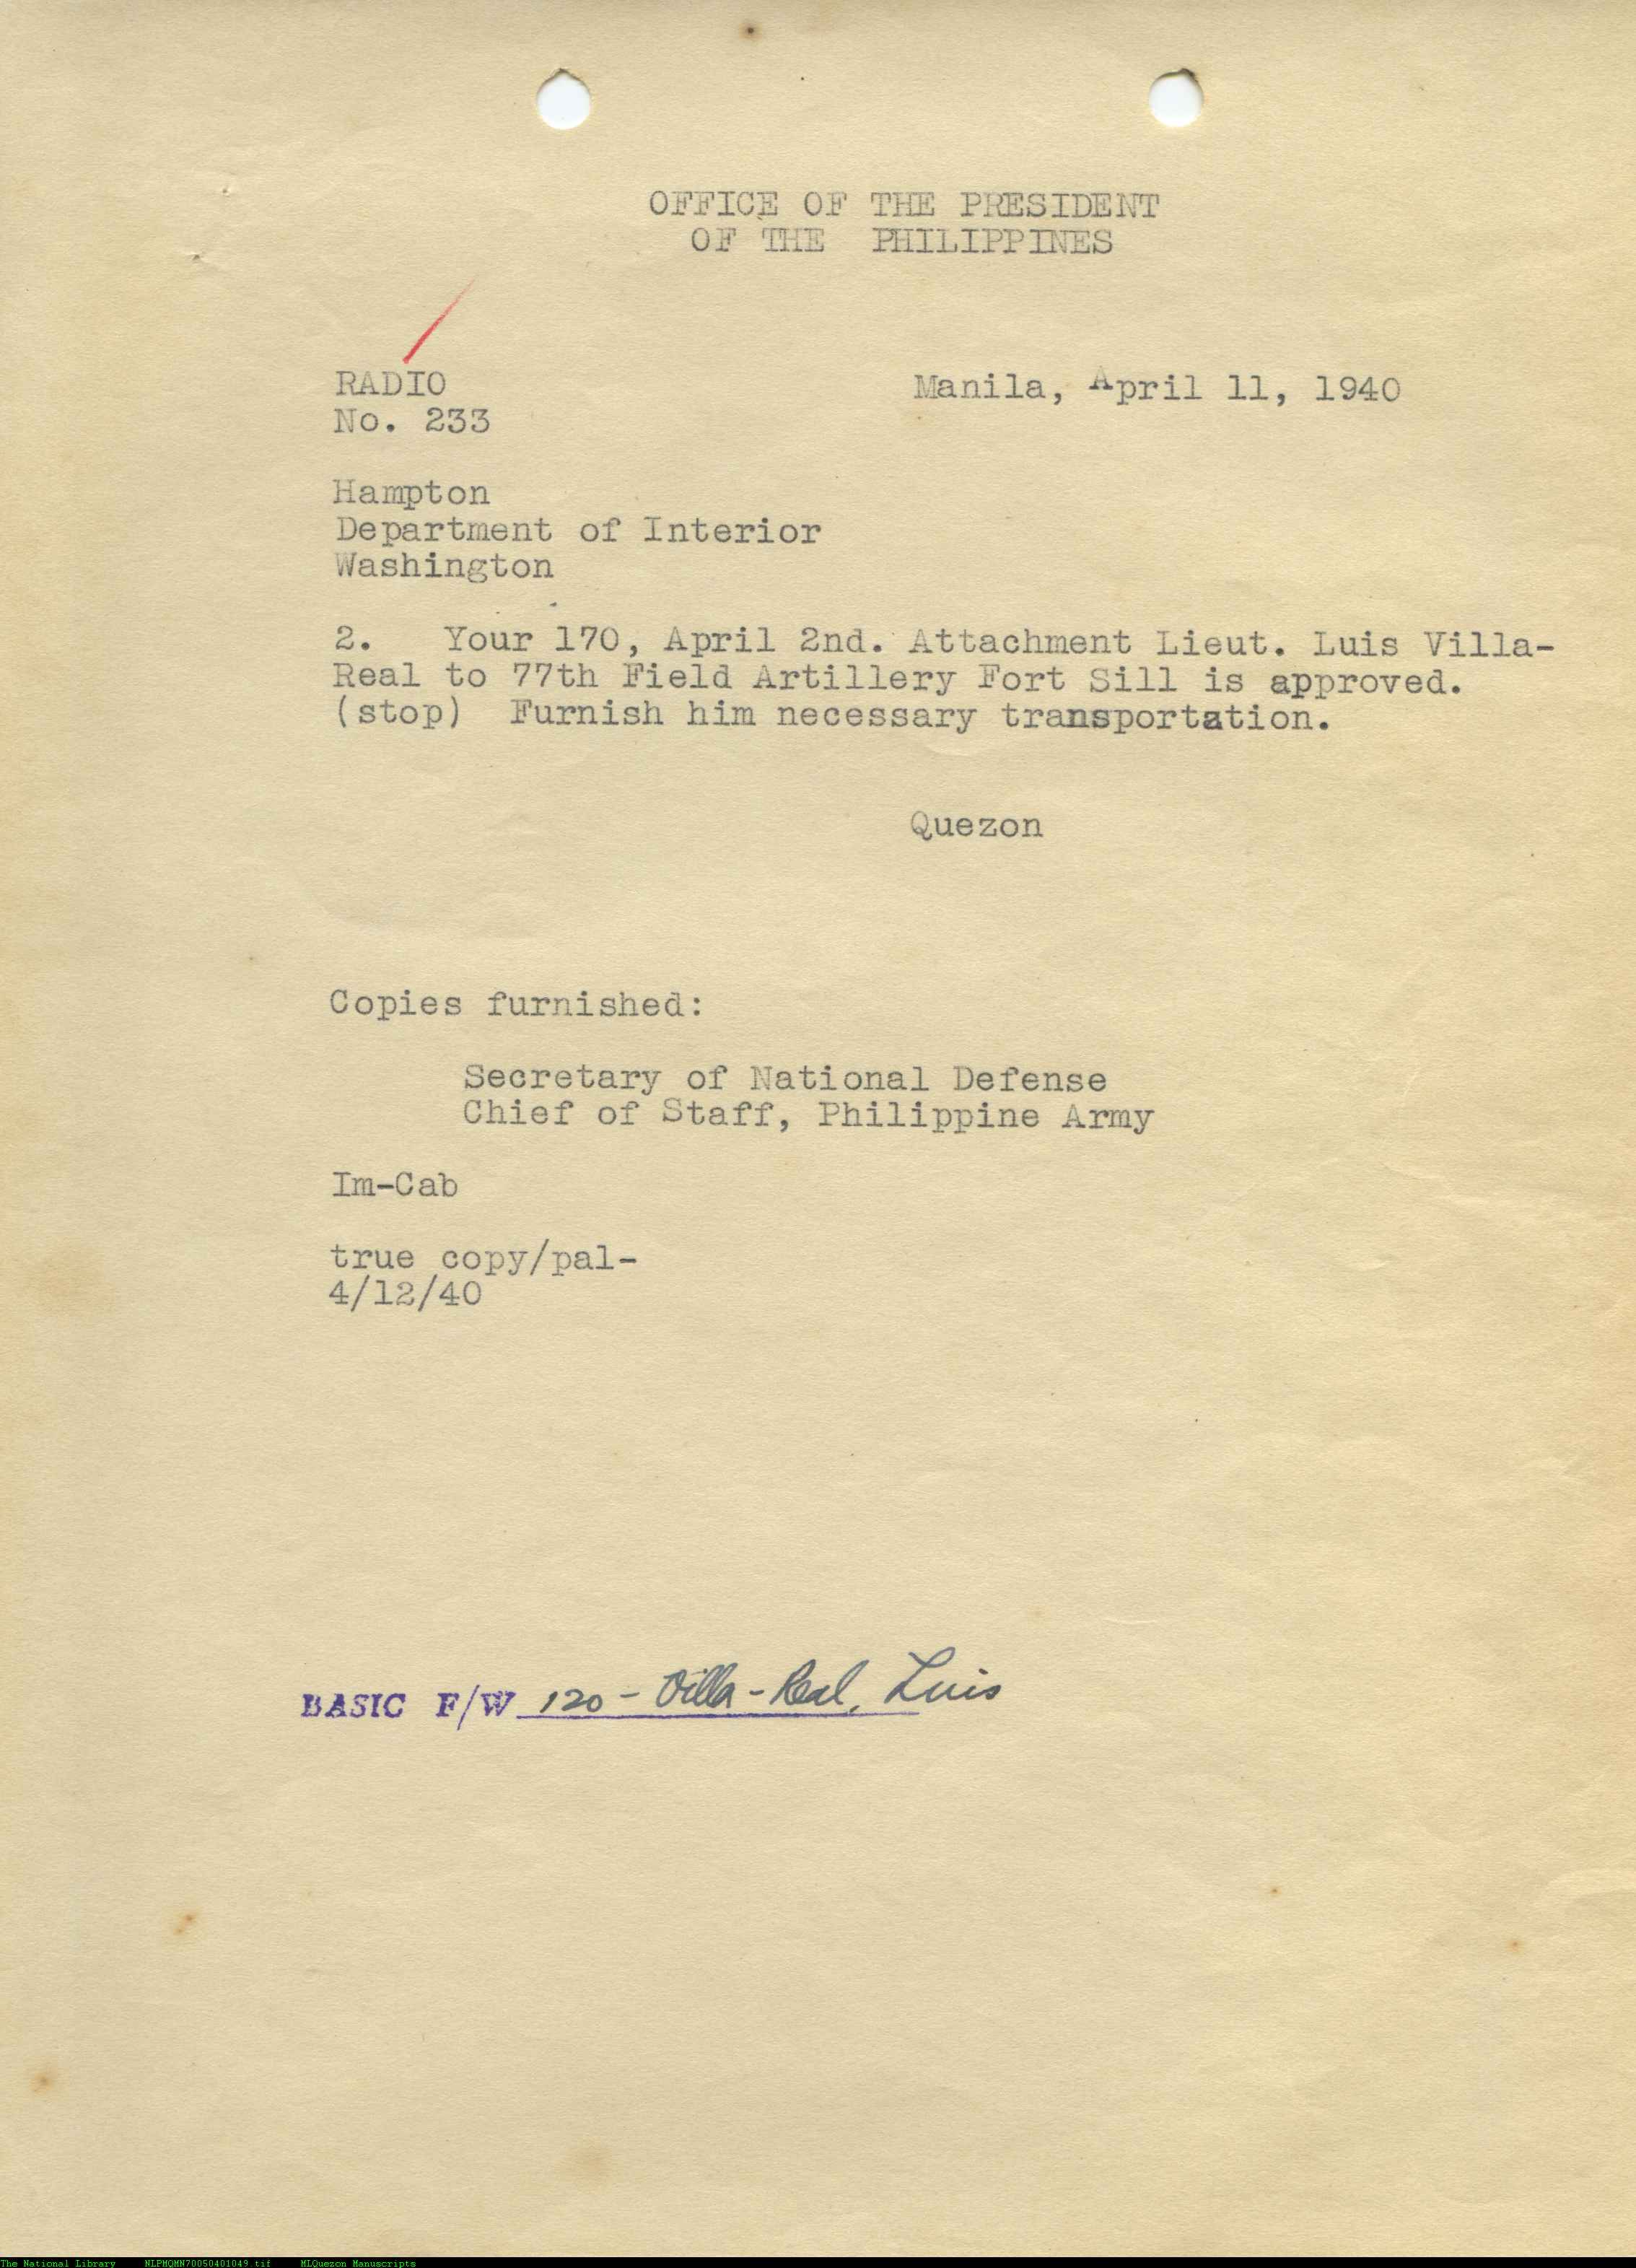 OFFICE OF THE PRESIDENT
OF THE PHILIPPINES
RADIO
No. 233
Manila, April 11, 1940
Hampton
Department of Interior
Washington
2. Your 170, April 2nd. Attachment Lieut. Luis Villa-
Real to 77th Field Artillery Fort Sill is approved.
(stop) Furnish him necessary transportation.
Quezon
Copies furnished:
Secretary of National Defense
Chief of Staff, Philippine Army
Im-Cab
true copy/pal-
4/12/40
BASIC F/W 120 - Villa-Real, Luis
The National Library NLPMQMN70050401049.tif MLQuezon Manuscripts